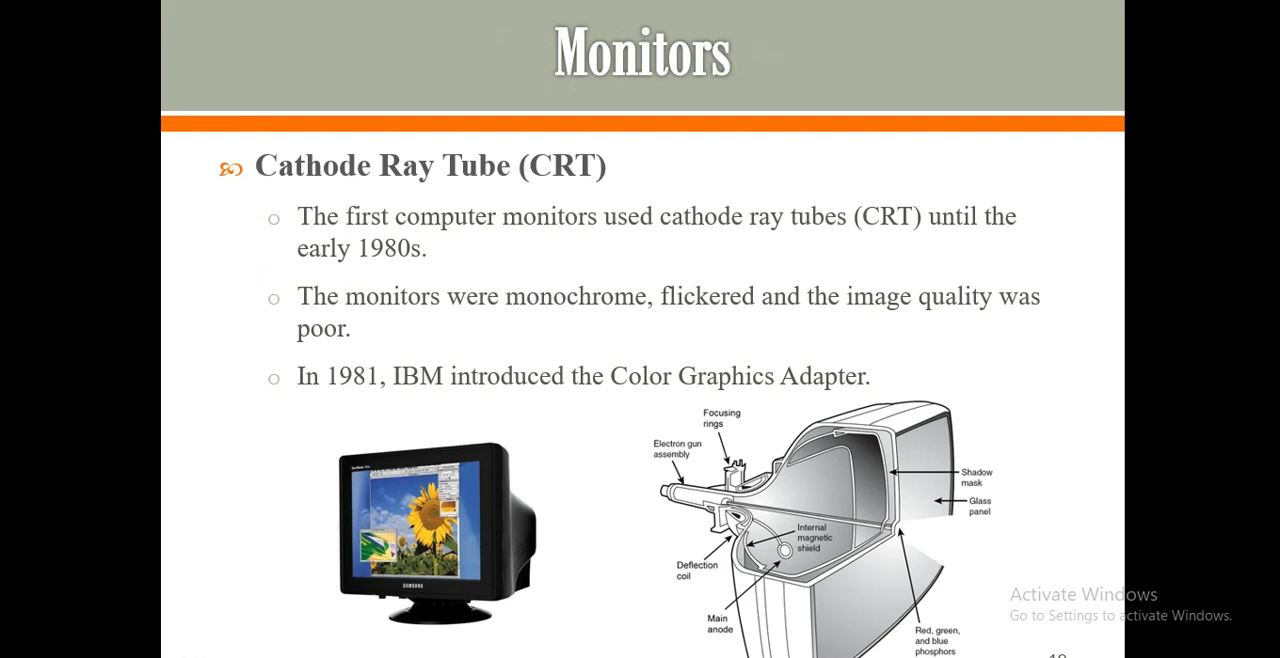 Monitors
Cathode Ray Tube (CRT)
The first computer monitors used cathode ray tubes (CRT) until the
early 1980s.
The monitors were monochrome, flickered and the image quality was
poor.
In 1981, IBM introduced the Color Graphics Adapter.
Focusing
rings
Electron gun
assembly
Shadow
mask
Glass
panel
Internal
magnetic
shield
Deflection
coil
Main
anode
Red, green,
and blue
phosphors
SAMSUNG
Activate Windows
Go to Settings to activate Windows.